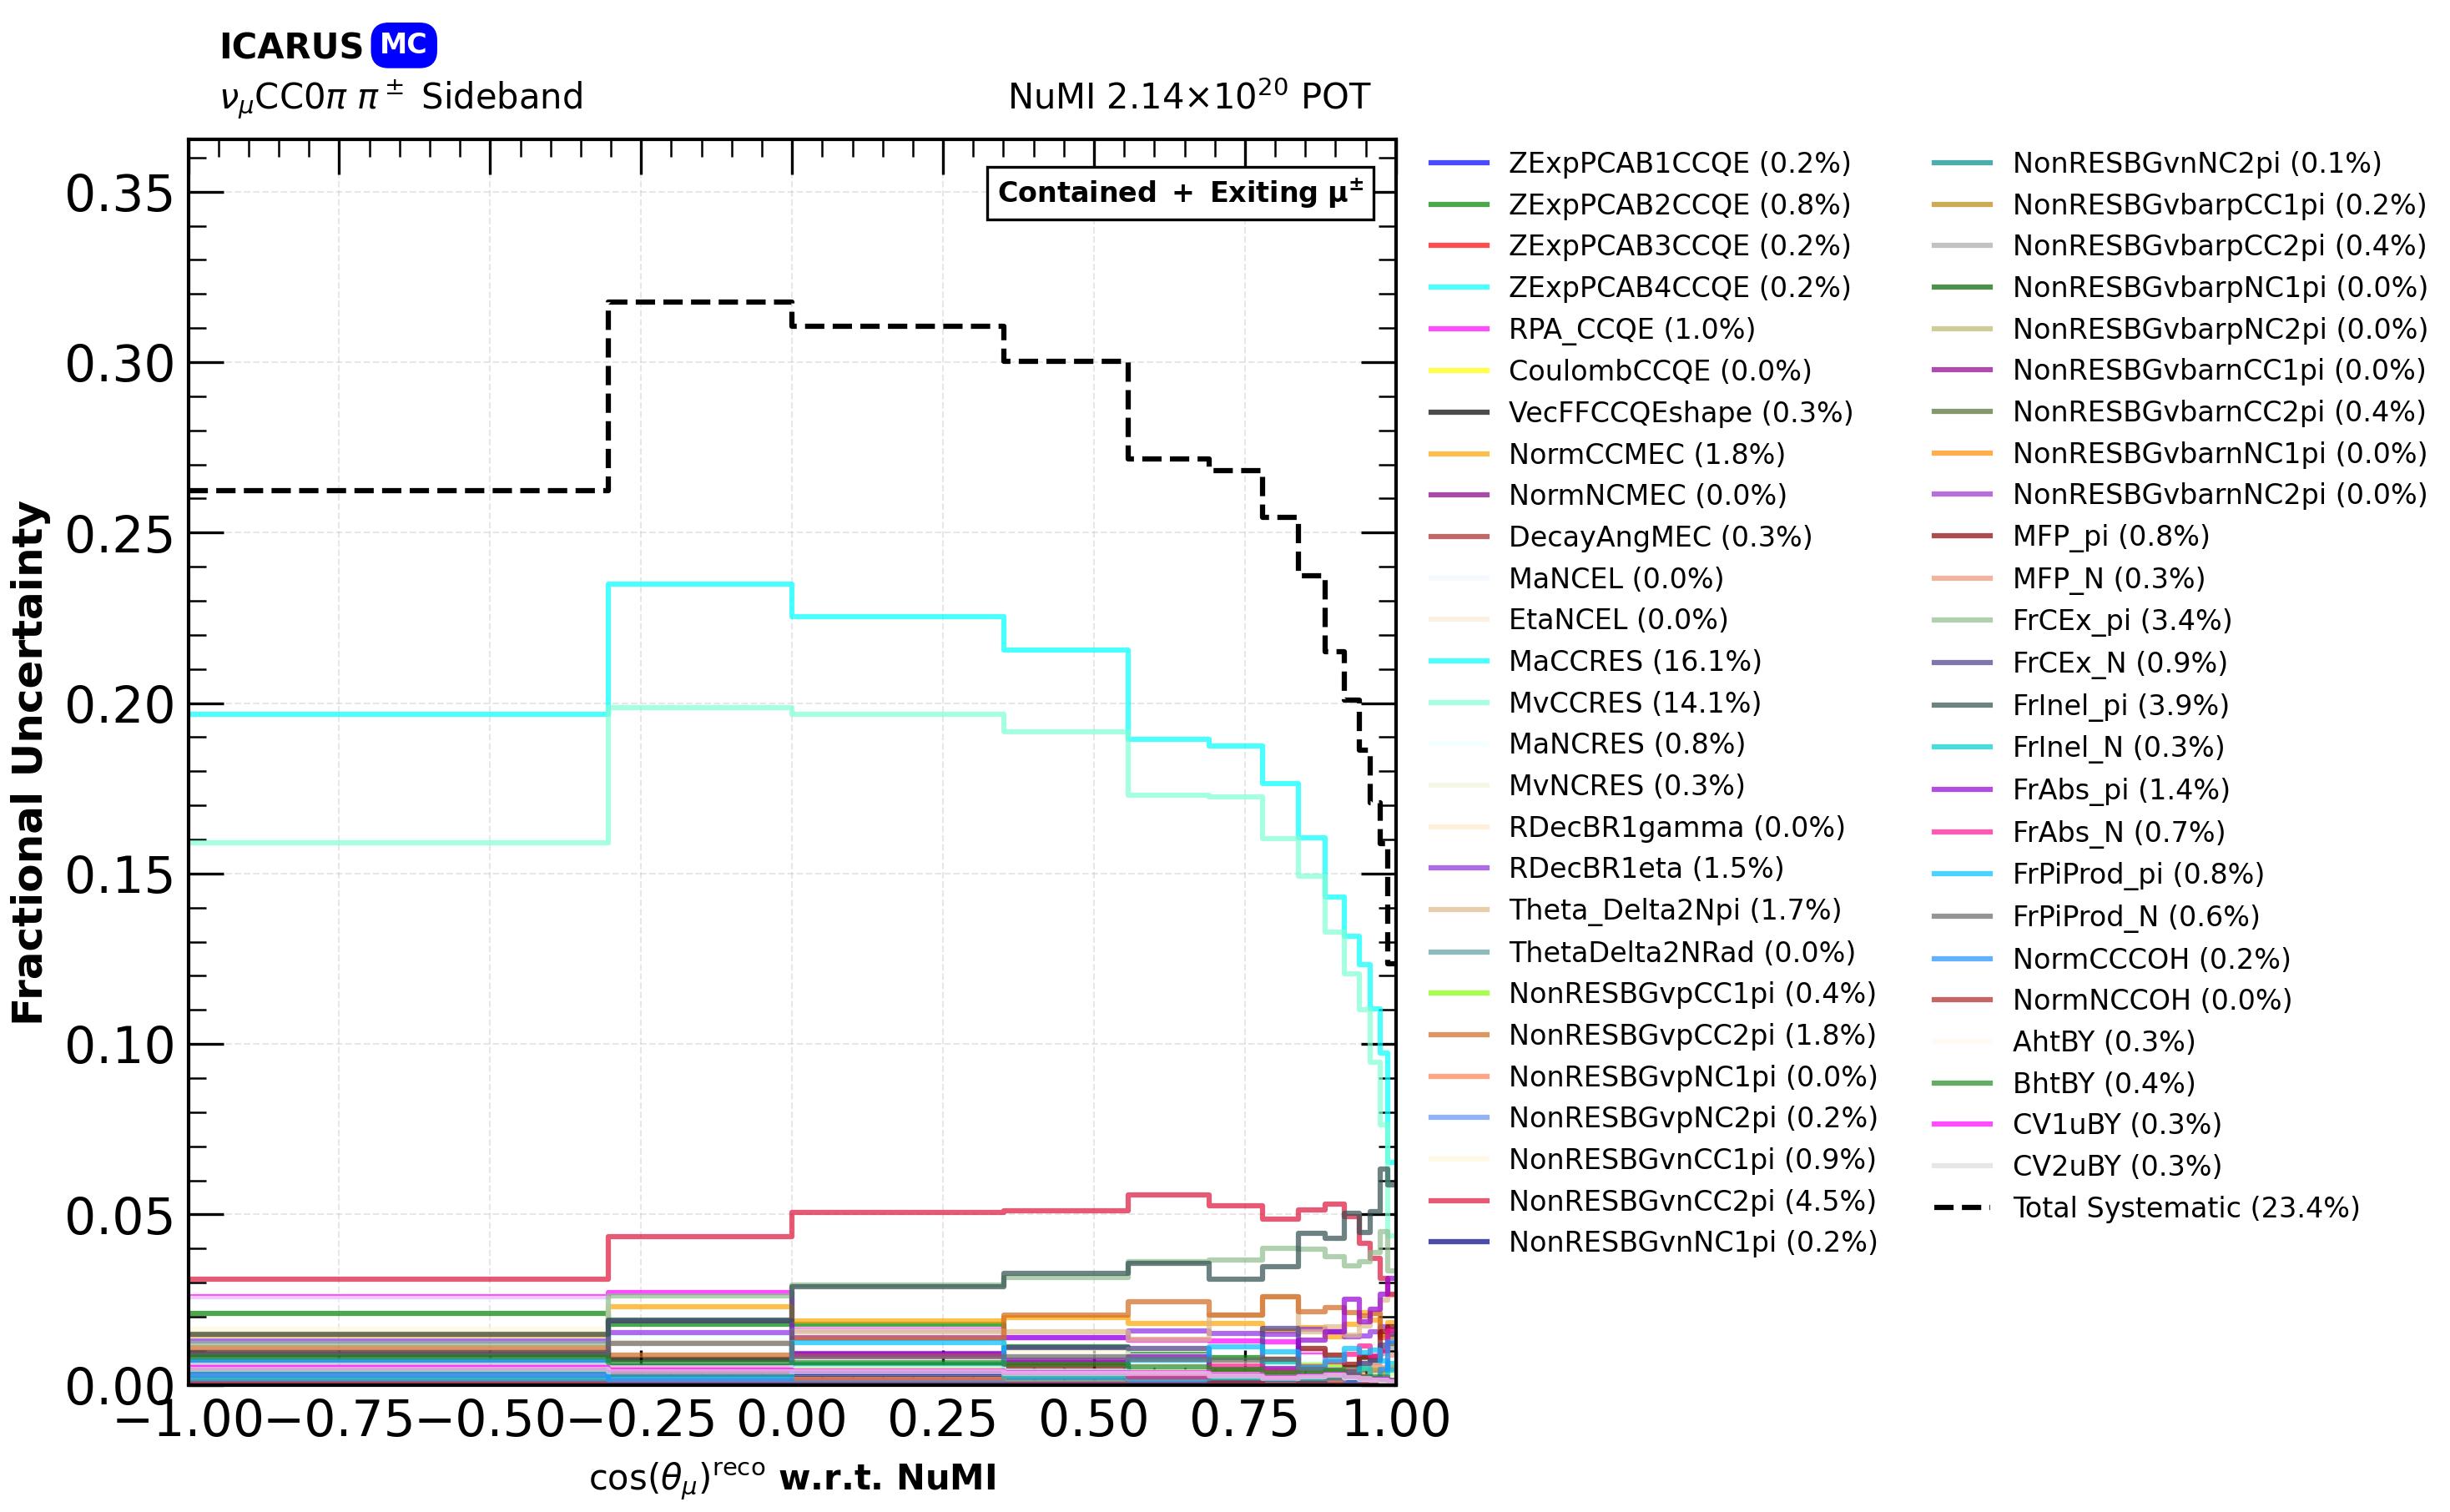 ICARUS MC
νμCC0π π± Sideband
NuMI 2.14×10²⁰ POT
Contained + Exiting μ±
Fractional Uncertainty
0.35
0.30
0.25
0.20
0.15
0.10
0.05
0.00
−1.00
−0.75
−0.50
−0.25
0.00
0.25
0.50
0.75
1.00
cos(θμ)reco w.r.t. NuMI
ZExpPCAB1CCQE (0.2%)
ZExpPCAB2CCQE (0.8%)
ZExpPCAB3CCQE (0.2%)
ZExpPCAB4CCQE (0.2%)
RPA_CCQE (1.0%)
CoulombCCQE (0.0%)
VecFFCCQEshape (0.3%)
NormCCMEC (1.8%)
NormNCMEC (0.0%)
DecayAngMEC (0.3%)
MaNCEL (0.0%)
EtaNCEL (0.0%)
MaCCRES (16.1%)
MvCCRES (14.1%)
MaNCRES (0.8%)
MvNCRES (0.3%)
RDecBR1gamma (0.0%)
RDecBR1eta (1.5%)
Theta_Delta2Npi (1.7%)
ThetaDelta2NRad (0.0%)
NonRESBGvpCC1pi (0.4%)
NonRESBGvpCC2pi (1.8%)
NonRESBGvpNC1pi (0.0%)
NonRESBGvpNC2pi (0.2%)
NonRESBGvnCC1pi (0.9%)
NonRESBGvnCC2pi (4.5%)
NonRESBGvnNC1pi (0.2%)
NonRESBGvnNC2pi (0.1%)
NonRESBGvbarpCC1pi (0.2%)
NonRESBGvbarpCC2pi (0.4%)
NonRESBGvbarpNC1pi (0.0%)
NonRESBGvbarpNC2pi (0.0%)
NonRESBGvbarnCC1pi (0.0%)
NonRESBGvbarnCC2pi (0.4%)
NonRESBGvbarnNC1pi (0.0%)
NonRESBGvbarnNC2pi (0.0%)
MFP_pi (0.8%)
MFP_N (0.3%)
FrCEx_pi (3.4%)
FrCEx_N (0.9%)
FrInel_pi (3.9%)
FrInel_N (0.3%)
FrAbs_pi (1.4%)
FrAbs_N (0.7%)
FrPiProd_pi (0.8%)
FrPiProd_N (0.6%)
NormCCCOH (0.2%)
NormNCCOH (0.0%)
AhtBY (0.3%)
BhtBY (0.4%)
CV1uBY (0.3%)
CV2uBY (0.3%)
Total Systematic (23.4%)